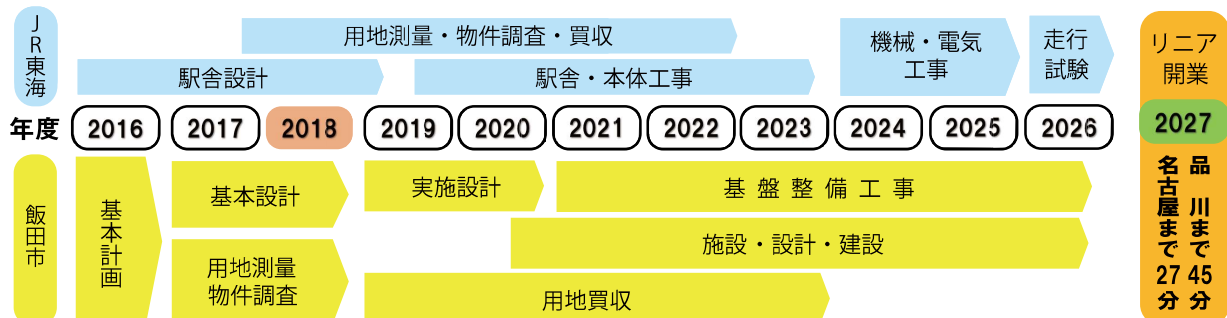 JR東海
用地測量・物件調査・買収
駅舎設計
駅舎・本体工事
機械・電気
工事
走行
試験
リニア
開業
年度
2016
2017
2018
2019
2020
2021
2022
2023
2024
2025
2026
2027
飯田市
基本計画
基本設計
用地測量
物件調査
実施設計
基盤整備工事
施設・設計・建設
用地買収
品川まで45分
名古屋まで27分